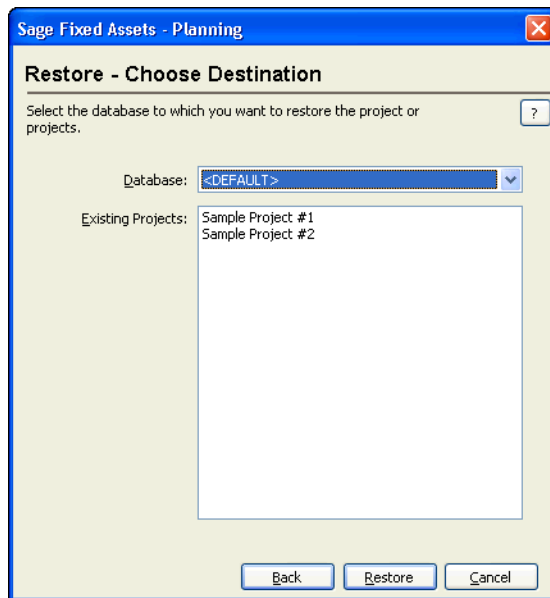 Sage Fixed Assets - Planning
Restore - Choose Destination
Select the database to which you want to restore the project or
projects.
?
Database: <DEFAULT>
Existing Projects: Sample Project #1
Sample Project #2
Back Restore Cancel